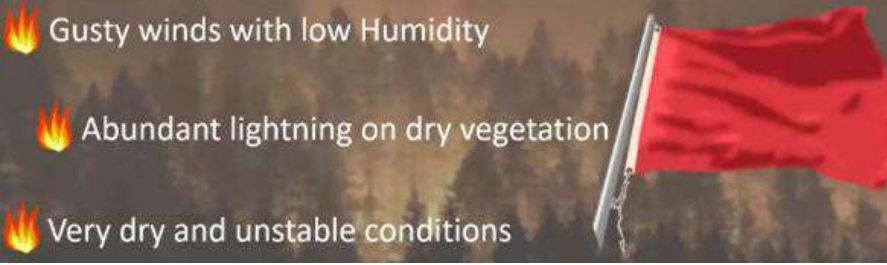 Gusty winds with low Humidity
Abundant lightning on dry vegetation
Very dry and unstable conditions